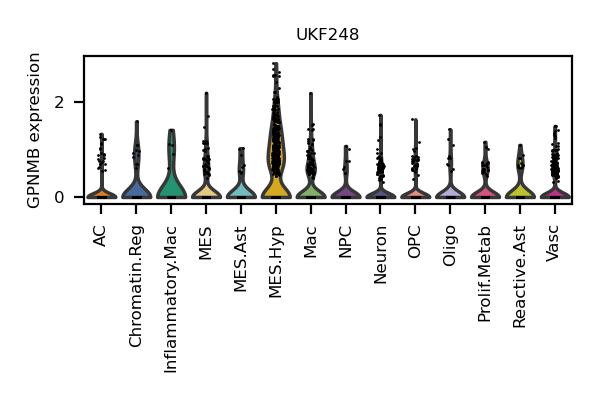 UKF248
GPNMB expression
2
0
AC
Chromatin.Reg
Inflammatory.Mac
MES
MES.Ast
MES.Hyp
Mac
NPC
Neuron
OPC
Oligo
Prolif.Metab
Reactive.Ast
Vasc